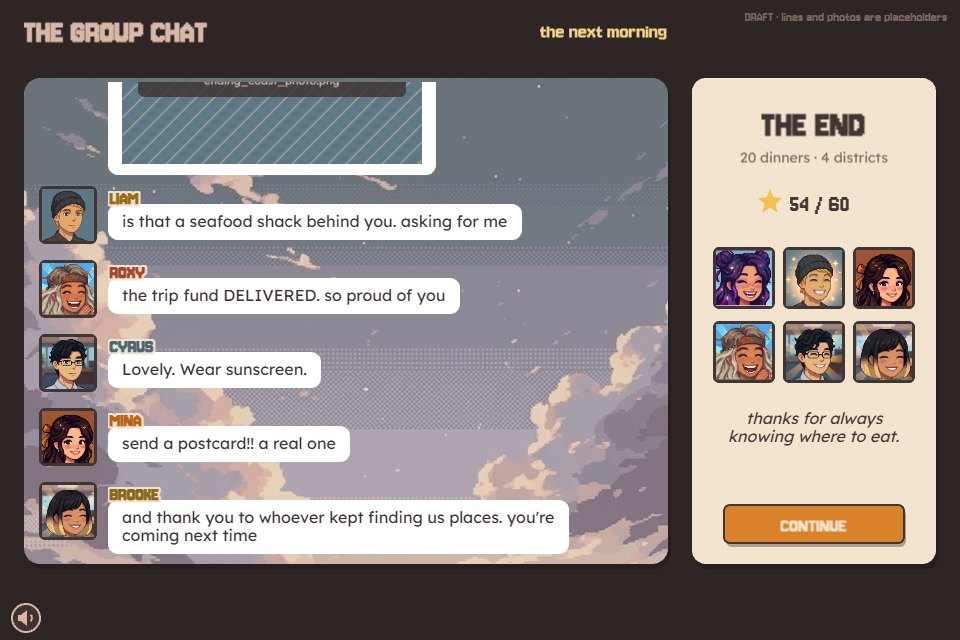 THE GROUP CHAT
the next morning
DRAFT · lines and photos are placeholders
ending_coast_photo.png
LIAM
is that a seafood shack behind you. asking for me
ROXY
the trip fund DELIVERED. so proud of you
CYRUS
Lovely. Wear sunscreen.
MINA
send a postcard!! a real one
BROOKE
and thank you to whoever kept finding us places. you're
coming next time
THE END
20 dinners · 4 districts
54 / 60
thanks for always
knowing where to eat.
CONTINUE